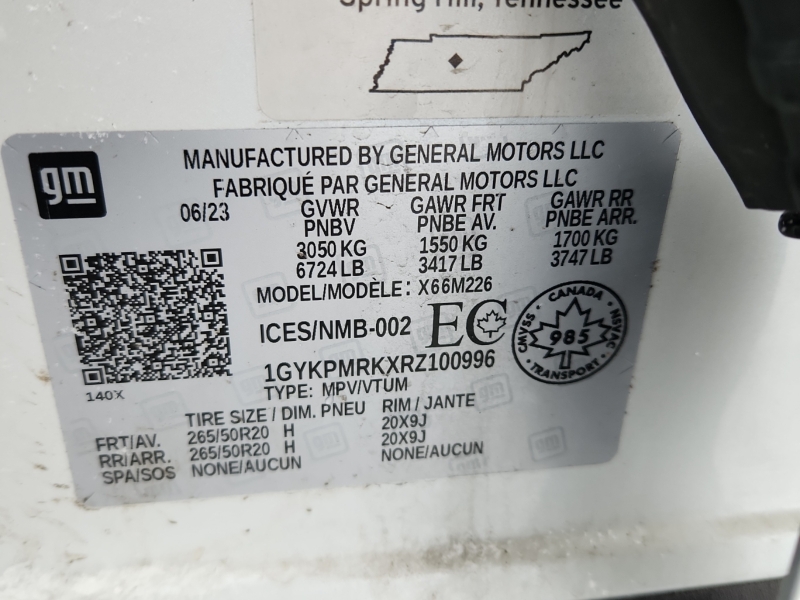 Spring Hill, Tennessee
gm
MANUFACTURED BY GENERAL MOTORS LLC
FABRIQUÉ PAR GENERAL MOTORS LLC
06/23 GVWR GAWR FRT GAWR RR
PNBV PNBE AV. PNBE ARR.
3050 KG 1550 KG 1700 KG
6724 LB 3417 LB 3747 LB
MODEL/MODÈLE: X66M226
ICES/NMB-002 EC
CANADA
CMVSS 985 NSVAC
TRANSPORT
1GYKPMRKXRZ100996
TYPE: MPV/VTUM
140X
TIRE SIZE / DIM. PNEU RIM / JANTE
FRT/AV. 265/50R20 H 20X9J
RR/ARR. 265/50R20 H 20X9J
SPA/SOS NONE/AUCUN NONE/AUCUN